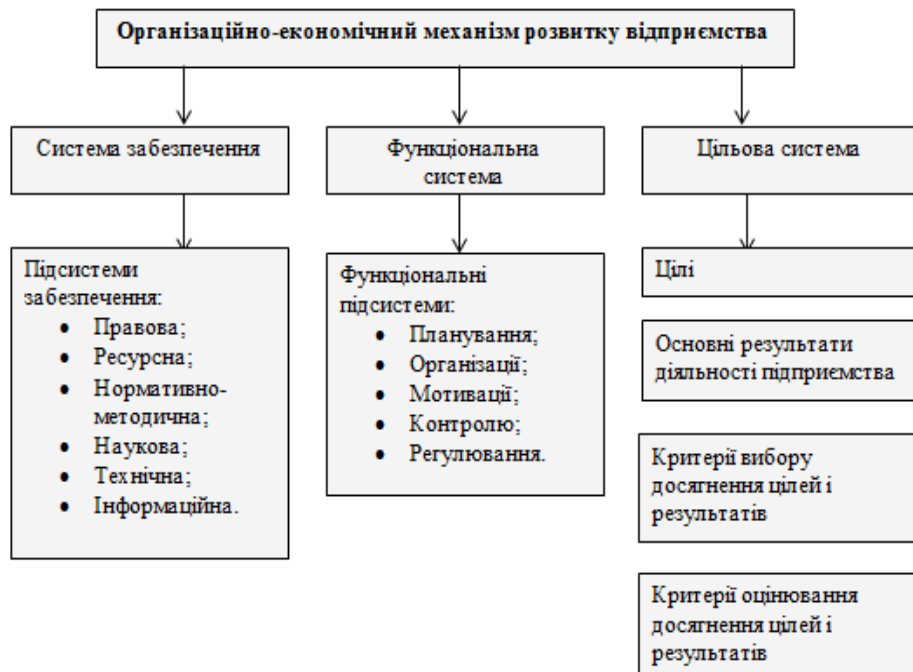 Організаційно-економічний механізм розвитку відприємства
Система забезпечення
Функціональна
система
Цільова система
Підсистеми
забезпечення:
• Правова;
• Ресурсна;
• Нормативно-
методична;
• Наукова;
• Технічна;
• Інформаційна.
Функціональні
підсистеми:
• Планування;
• Організації;
• Мотивації;
• Контролю;
• Регулювання.
Цілі
Основні результати
діяльності підприємства
Критерії вибору
досягнення цілей і
результатів
Критерії оцінювання
досягнення цілей і
результатів